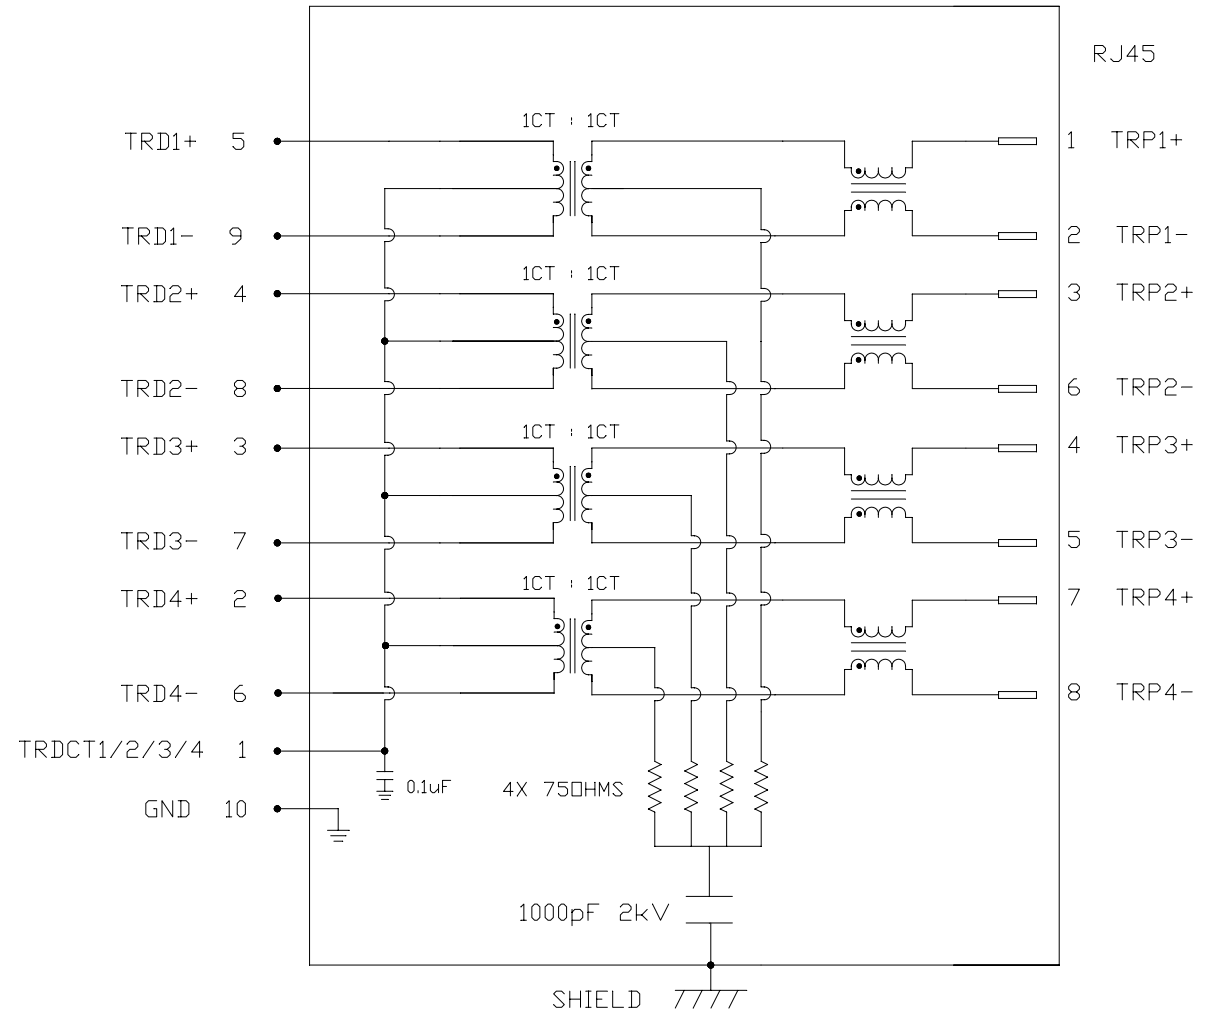 RJ45
1CT : 1CT
TRD1+ 5 1 TRP1+
TRD1- 9 2 TRP1-
1CT : 1CT
TRD2+ 4 3 TRP2+
TRD2- 8 6 TRP2-
1CT : 1CT
TRD3+ 3 4 TRP3+
TRD3- 7 5 TRP3-
1CT : 1CT
TRD4+ 2 7 TRP4+
TRD4- 6 8 TRP4-
TRDCT1/2/3/4 1
0.1uF
4X 75□HMS
GND 10
1000pF 2kV
SHIELD